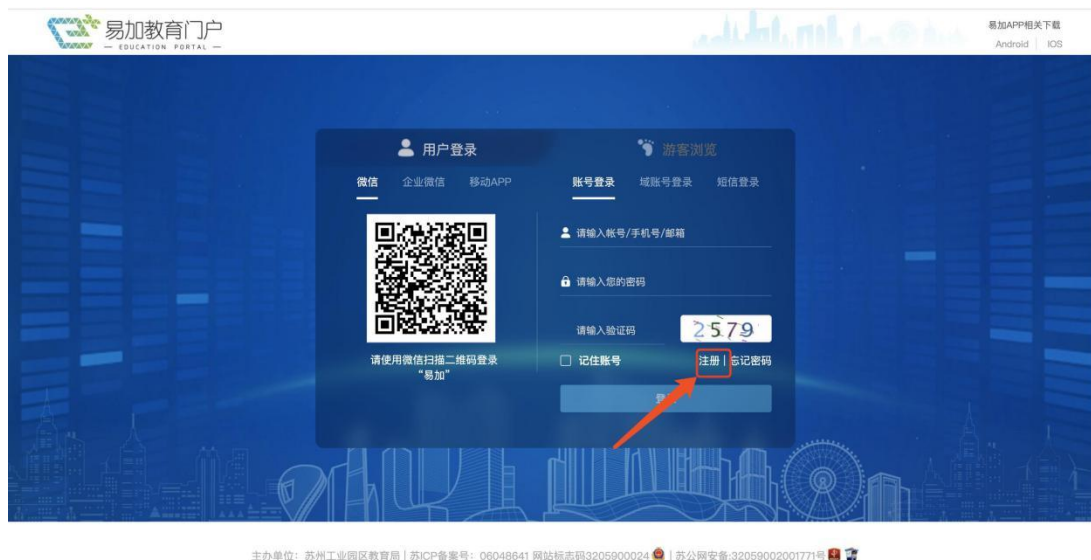 易加教育门户
— EDUCATION PORTAL —
易加APP相关下载
Android | IOS
用户登录
游客浏览
微信 企业微信 移动APP
账号登录 域账号登录 短信登录
请输入帐号/手机号/邮箱
请输入您的密码
请输入验证码
2579
请使用微信扫描二维码登录
“易加”
记住账号
注册 | 忘记密码
主办单位：苏州工业园区教育局 | 苏ICP备案号：06048641 网站标志码3205900024 | 苏公网安备:32059002001771号